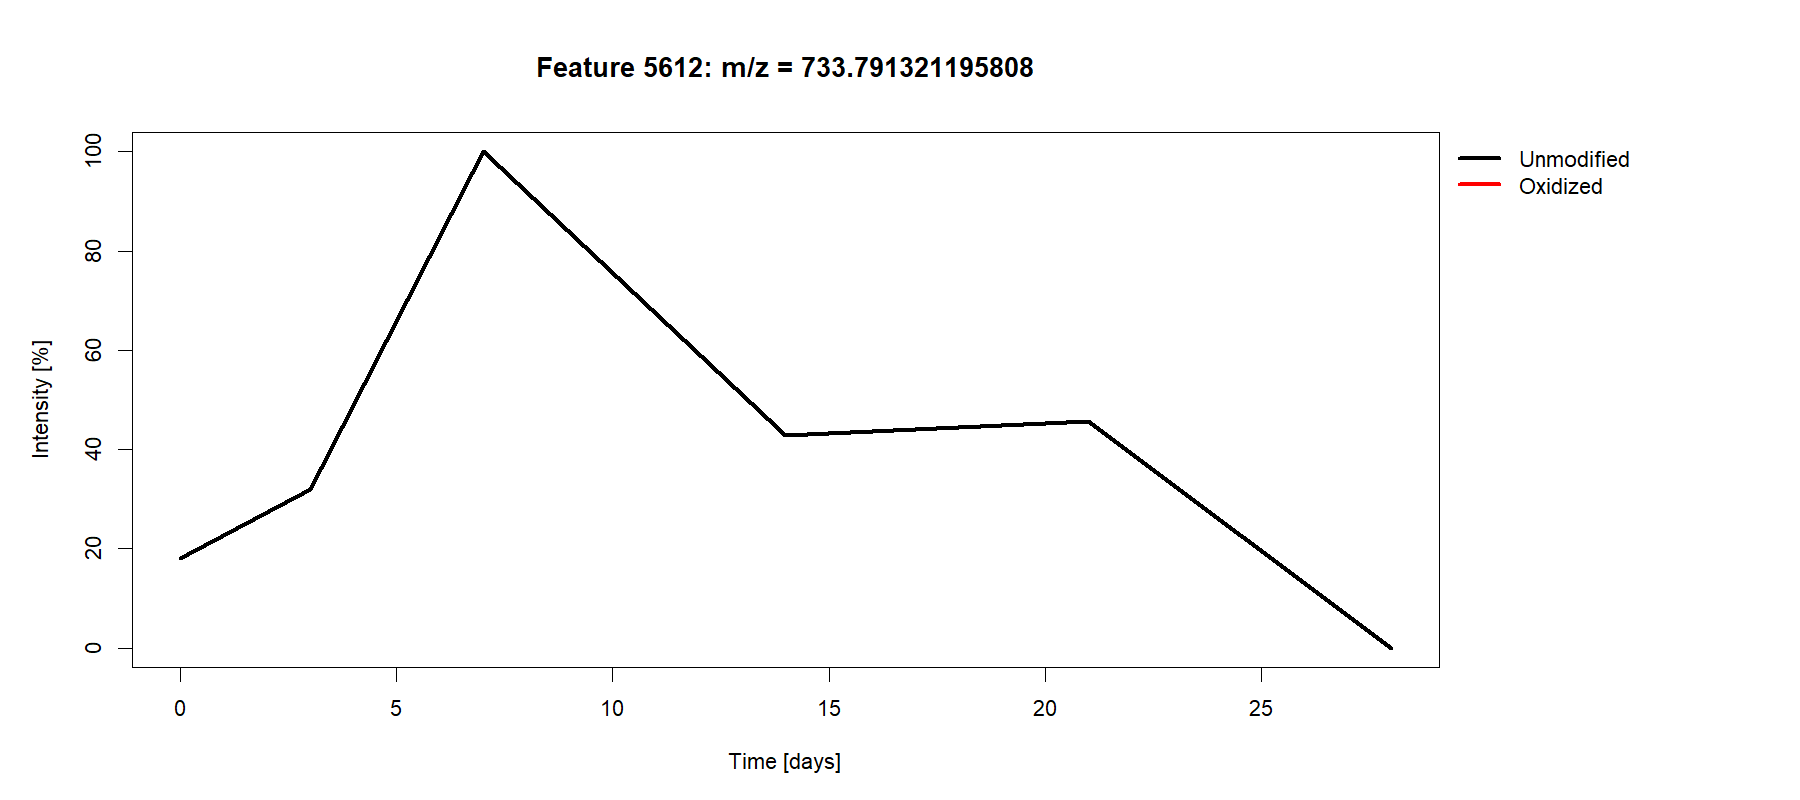 Feature 5612: m/z = 733.791321195808
Unmodified
Oxidized
Intensity [%]
100
80
60
40
20
0
0 5 10 15 20 25
Time [days]